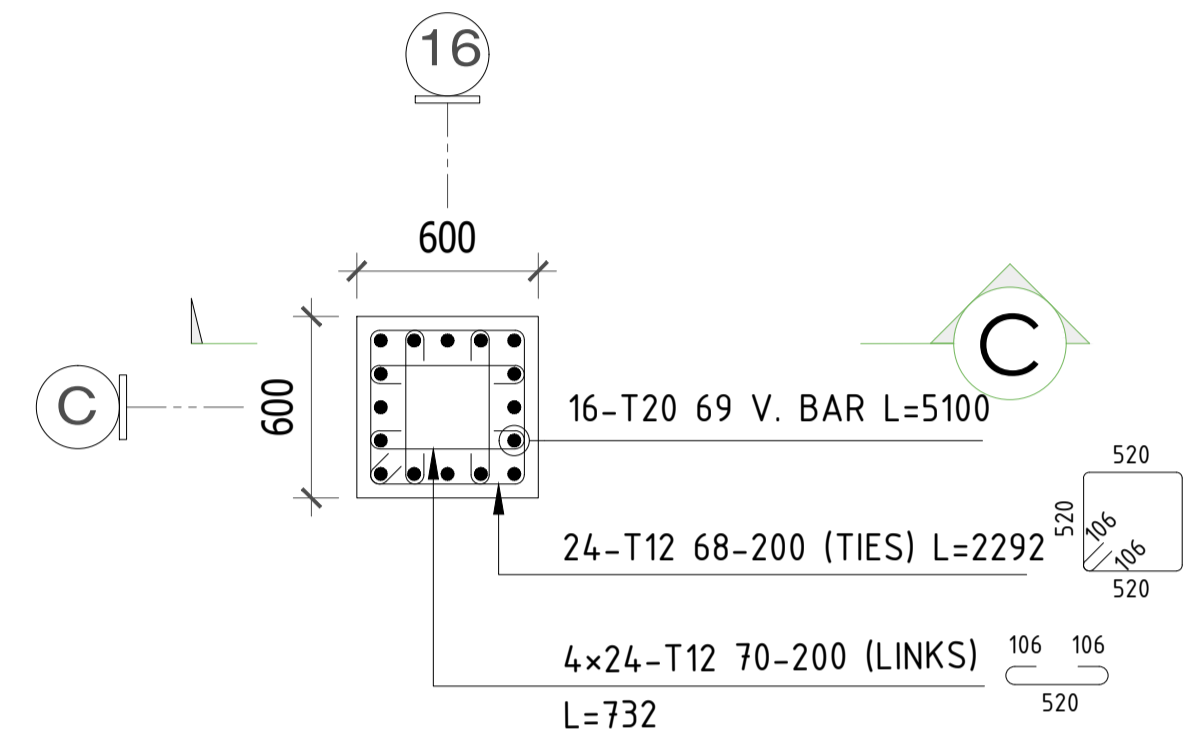 16
600
C
600
C
16-T20 69 V. BAR L=5100
520
520
106
106
520
24-T12 68-200 (TIES) L=2292
4×24-T12 70-200 (LINKS)
L=732
106 106
520